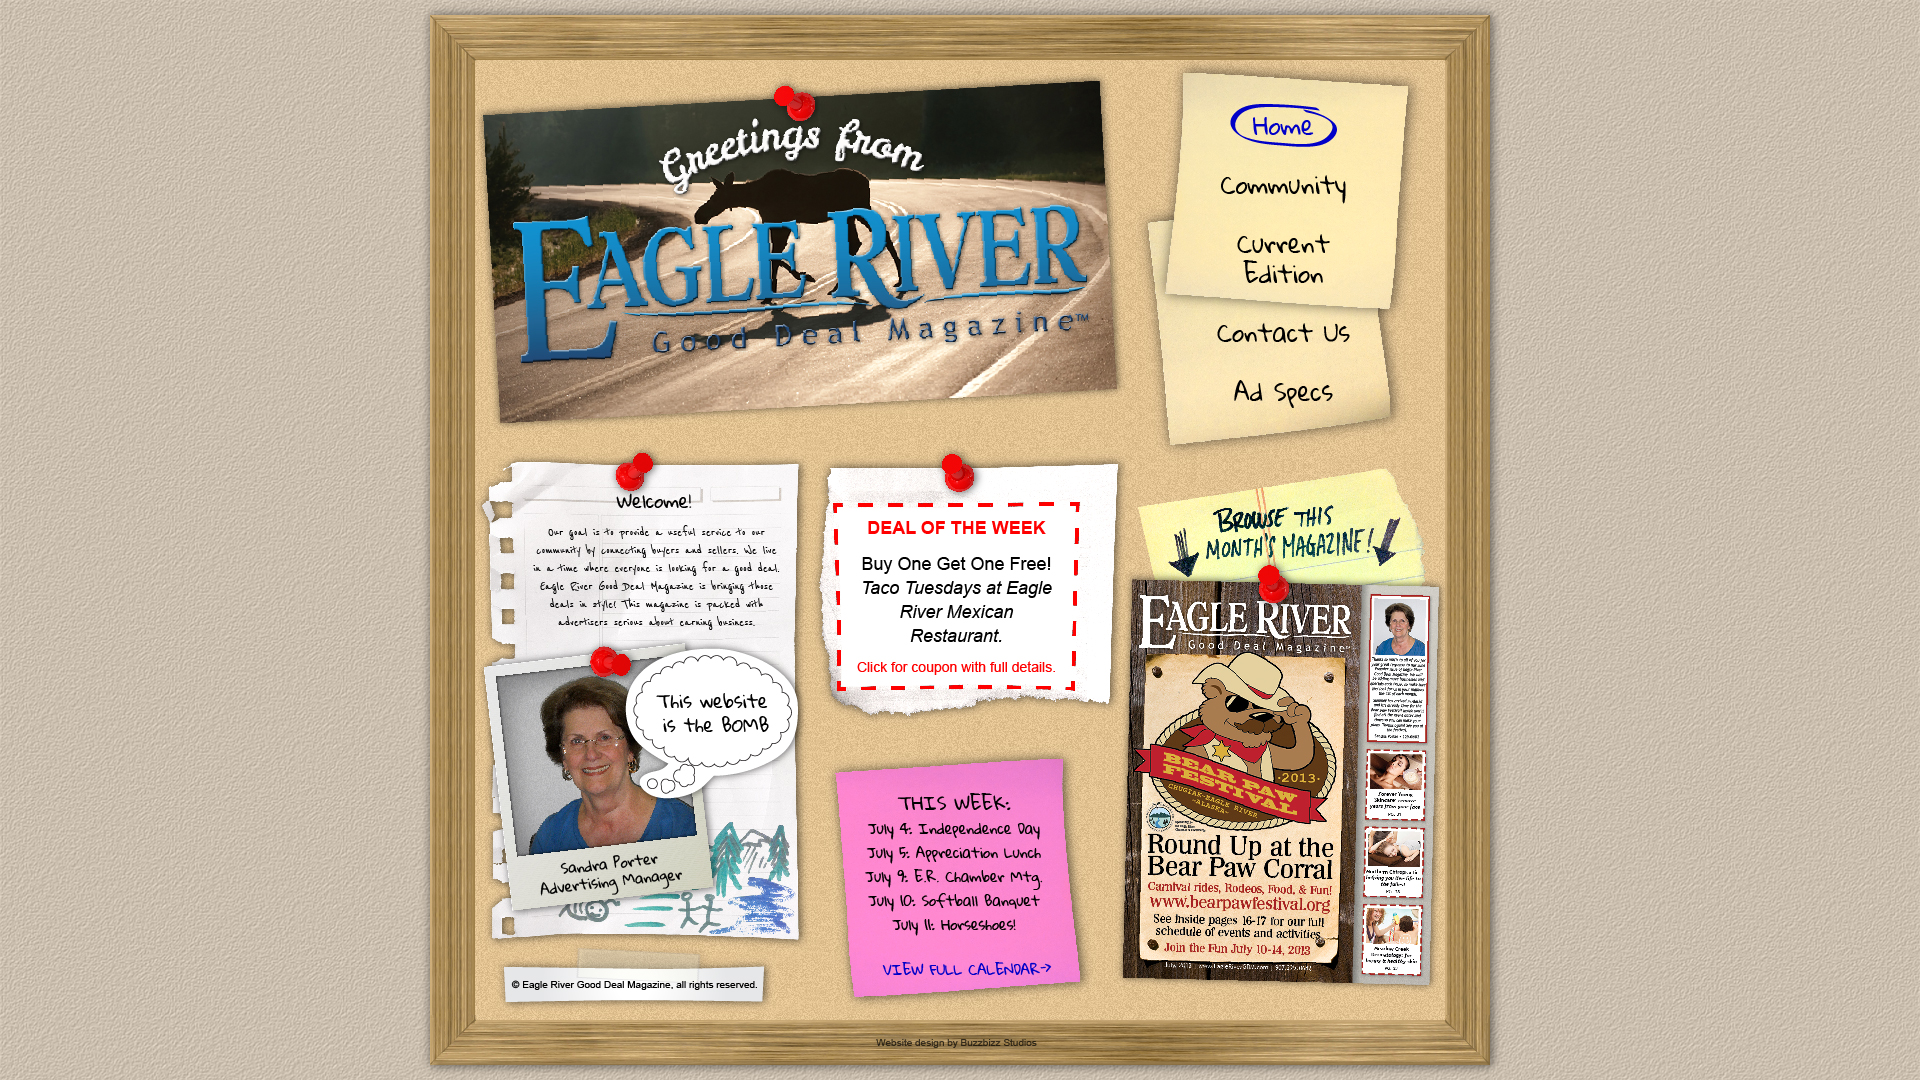 Greetings from
EAGLE RIVER
Good Deal Magazine™
Home
Community
Current
Edition
Contact Us
Ad Specs
Welcome!
Our goal is to provide a useful service to our
community by connecting buyers and sellers. We live
in a time where everyone is looking for a good deal.
Eagle River Good Deal Magazine is bringing those
deals in style! This magazine is packed with
advertisers serious about earning business.
This website
is the BOMB
Sandra Porter
Advertising Manager
© Eagle River Good Deal Magazine, all rights reserved.
DEAL OF THE WEEK
Buy One Get One Free!
Taco Tuesdays at Eagle
River Mexican
Restaurant.
Click for coupon with full details.
THIS WEEK:
July 4: Independence Day
July 5: Appreciation Lunch
July 9: E.R. Chamber Mtg.
July 10: Softball Banquet
July 11: Horseshoes!
VIEW FULL CALENDAR->
BROWSE THIS
MONTH'S MAGAZINE!
EAGLE RIVER
Good Deal Magazine™
BEAR PAW
FESTIVAL
·2013·
CHUGIAK-EAGLE RIVER
~ALASKA~
Round Up at the
Bear Paw Corral
Carnival rides, Rodeos, Food, & Fun!
www.bearpawfestival.org
See inside pages 16-17 for our full
schedule of events and activities
Join the Fun July 10-14, 2013
Website design by Buzzbizz Studios